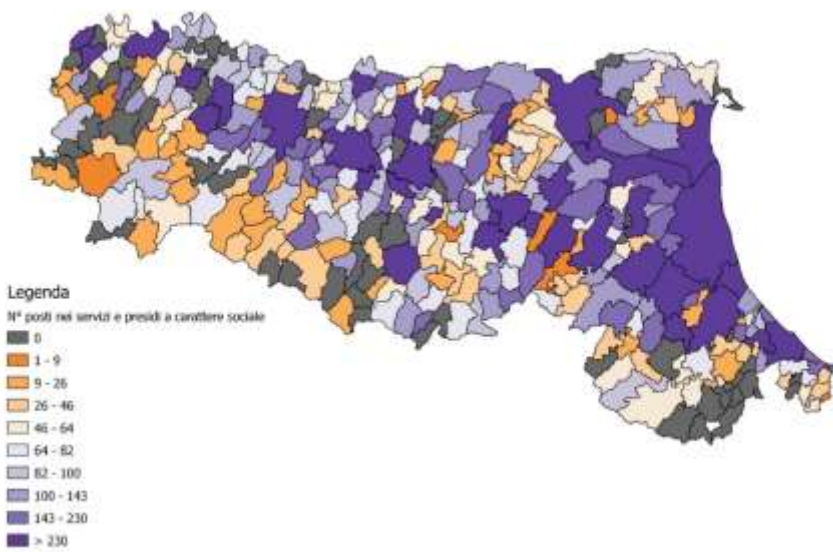 Legenda
N° posti nei servizi e presidi a carattere sociale
0
1 - 9
9 - 26
26 - 46
46 - 64
64 - 82
82 - 100
100 - 143
143 - 230
> 230